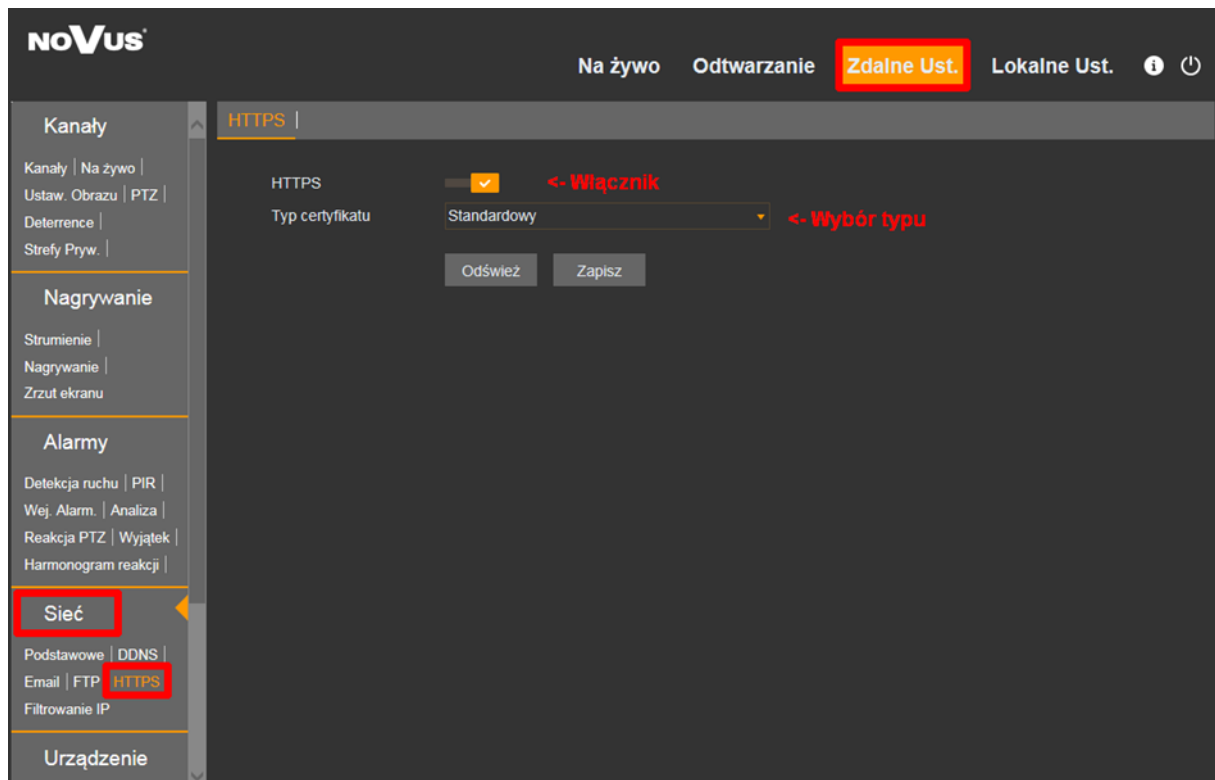 NOVUS
Na żywo Odtwarzanie Zdalne Ust. Lokalne Ust.
Kanały
Kanały | Na żywo |
Ustaw. Obrazu | PTZ |
Deterrence |
Strefy Pryw. |
Nagrywanie
Strumienie |
Nagrywanie |
Zrzut ekranu
Alarmy
Detekcja ruchu | PIR |
Wej. Alarm. | Analiza |
Reakcja PTZ | Wyjątek |
Harmonogram reakcji |
Sieć
Podstawowe | DDNS |
Email | FTP HTTPS
Filtrowanie IP
Urządzenie
HTTPS |
HTTPS <- Włącznik
Typ certyfikatu Standardowy <- Wybór typu
Odśwież Zapisz